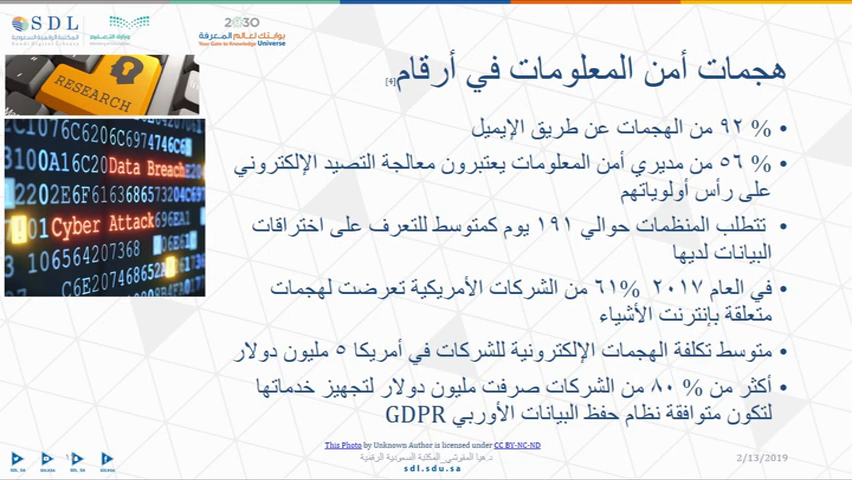 SDL
المكتبة الرقمية السعودية
Saudi Digital Library
وزارة التعليم
2030
بوابتك لعالم المعرفة
Your Gate to Knowledge Universe
هجمات أمن المعلومات في أرقام[4]
• % ٩٢ من الهجمات عن طريق الإيميل
• % ٥٦ من مديري أمن المعلومات يعتبرون معالجة التصيد الإلكتروني
على رأس أولوياتهم
• تتطلب المنظمات حوالي ١٩١ يوم كمتوسط للتعرف على اختراقات
البيانات لديها
• في العام ٢٠١٧ %٦١ من الشركات الأمريكية تعرضت لهجمات
متعلقة بإنترنت الأشياء
• متوسط تكلفة الهجمات الإلكترونية للشركات في أمريكا ٥ مليون دولار
• أكثر من % ٨٠ من الشركات صرفت مليون دولار لتجهيز خدماتها
لتكون متوافقة نظام حفظ البيانات الأوربي GDPR
RESEARCH
Data Breach
Cyber Attack
This Photo by Unknown Author is licensed under CC BY-NC-ND
المكتبة السعودية الرقمية
sdl.sdu.sa
2/13/2019